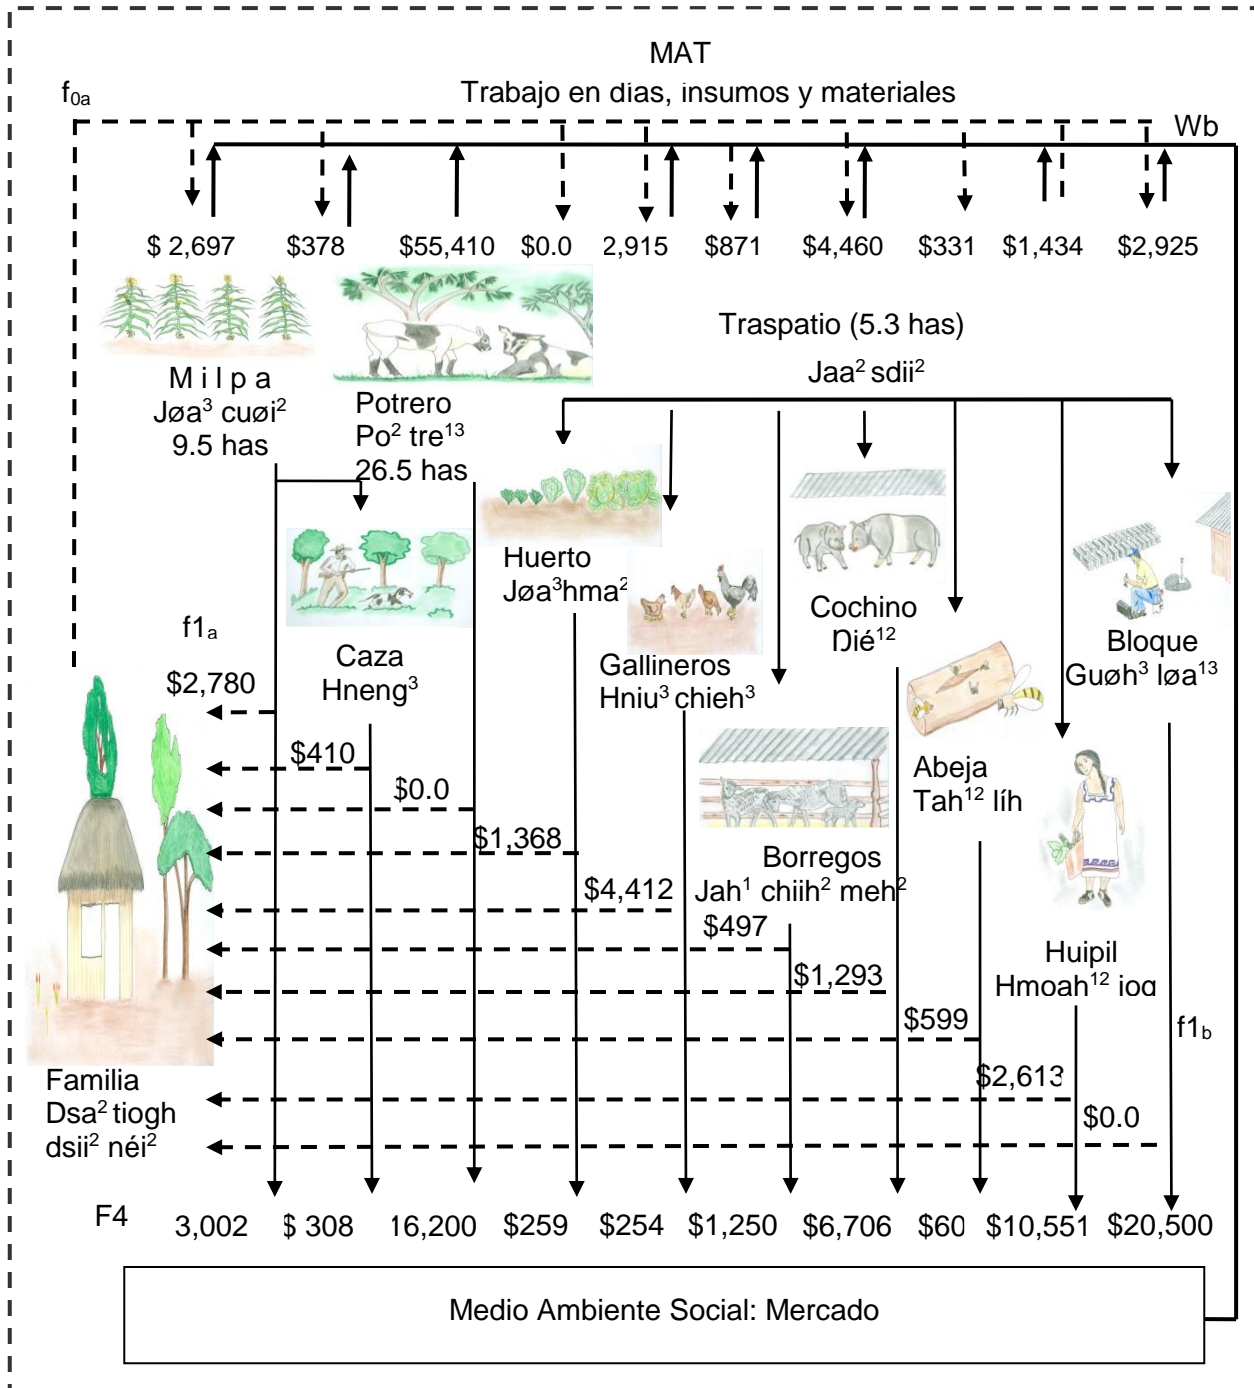 MAT
f0a
Trabajo en días, insumos y materiales
Wb
$ 2,697 $378 $55,410 $0.0 2,915 $871 $4,460 $331 $1,434 $2,925
Traspatio (5.3 has)
Jaa² sdii²
M i l p a
Jøa³ cuøi²
9.5 has
Potrero
Po² tre¹³
26.5 has
Huerto
Jøa³hma²
Caza
Hneng³
Gallineros
Hniu³ chieh³
Cochino
Ŋié¹²
Bloque
Guøh³ løa¹³
Abeja
Tah¹² líh
Borregos
Jah¹ chiih² meh²
Huipil
Hmoah¹²
f1a
$2,780
$410
$0.0
$1,368
$4,412
$497
$1,293
$599
$2,613
$0.0
f1b
Familia
Dsa² tiogh
dsii² néi²
F4 3,002 $ 308 16,200 $259 $254 $1,250 $6,706 $60 $10,551 $20,500
Medio Ambiente Social: Mercado